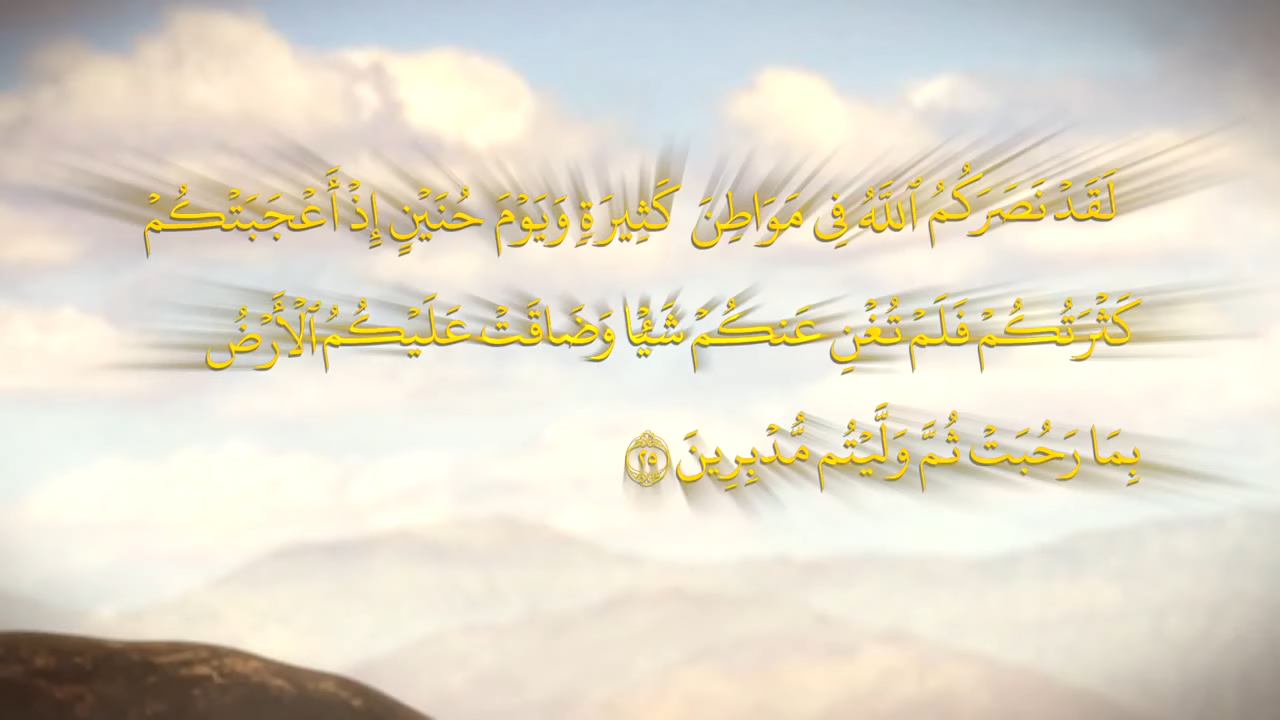 لَقَدْ نَصَرَكُمُ ٱللَّهُ فِى مَوَاطِنَ كَثِيرَةٍ وَيَوْمَ حُنَيْنٍ إِذْ أَعْجَبَتْكُمْ
كَثْرَتُكُمْ فَلَمْ تُغْنِ عَنكُمْ شَيْـًٔا وَضَاقَتْ عَلَيْكُمُ ٱلْأَرْضُ
بِمَا رَحُبَتْ ثُمَّ وَلَّيْتُم مُّدْبِرِينَ ٢٥